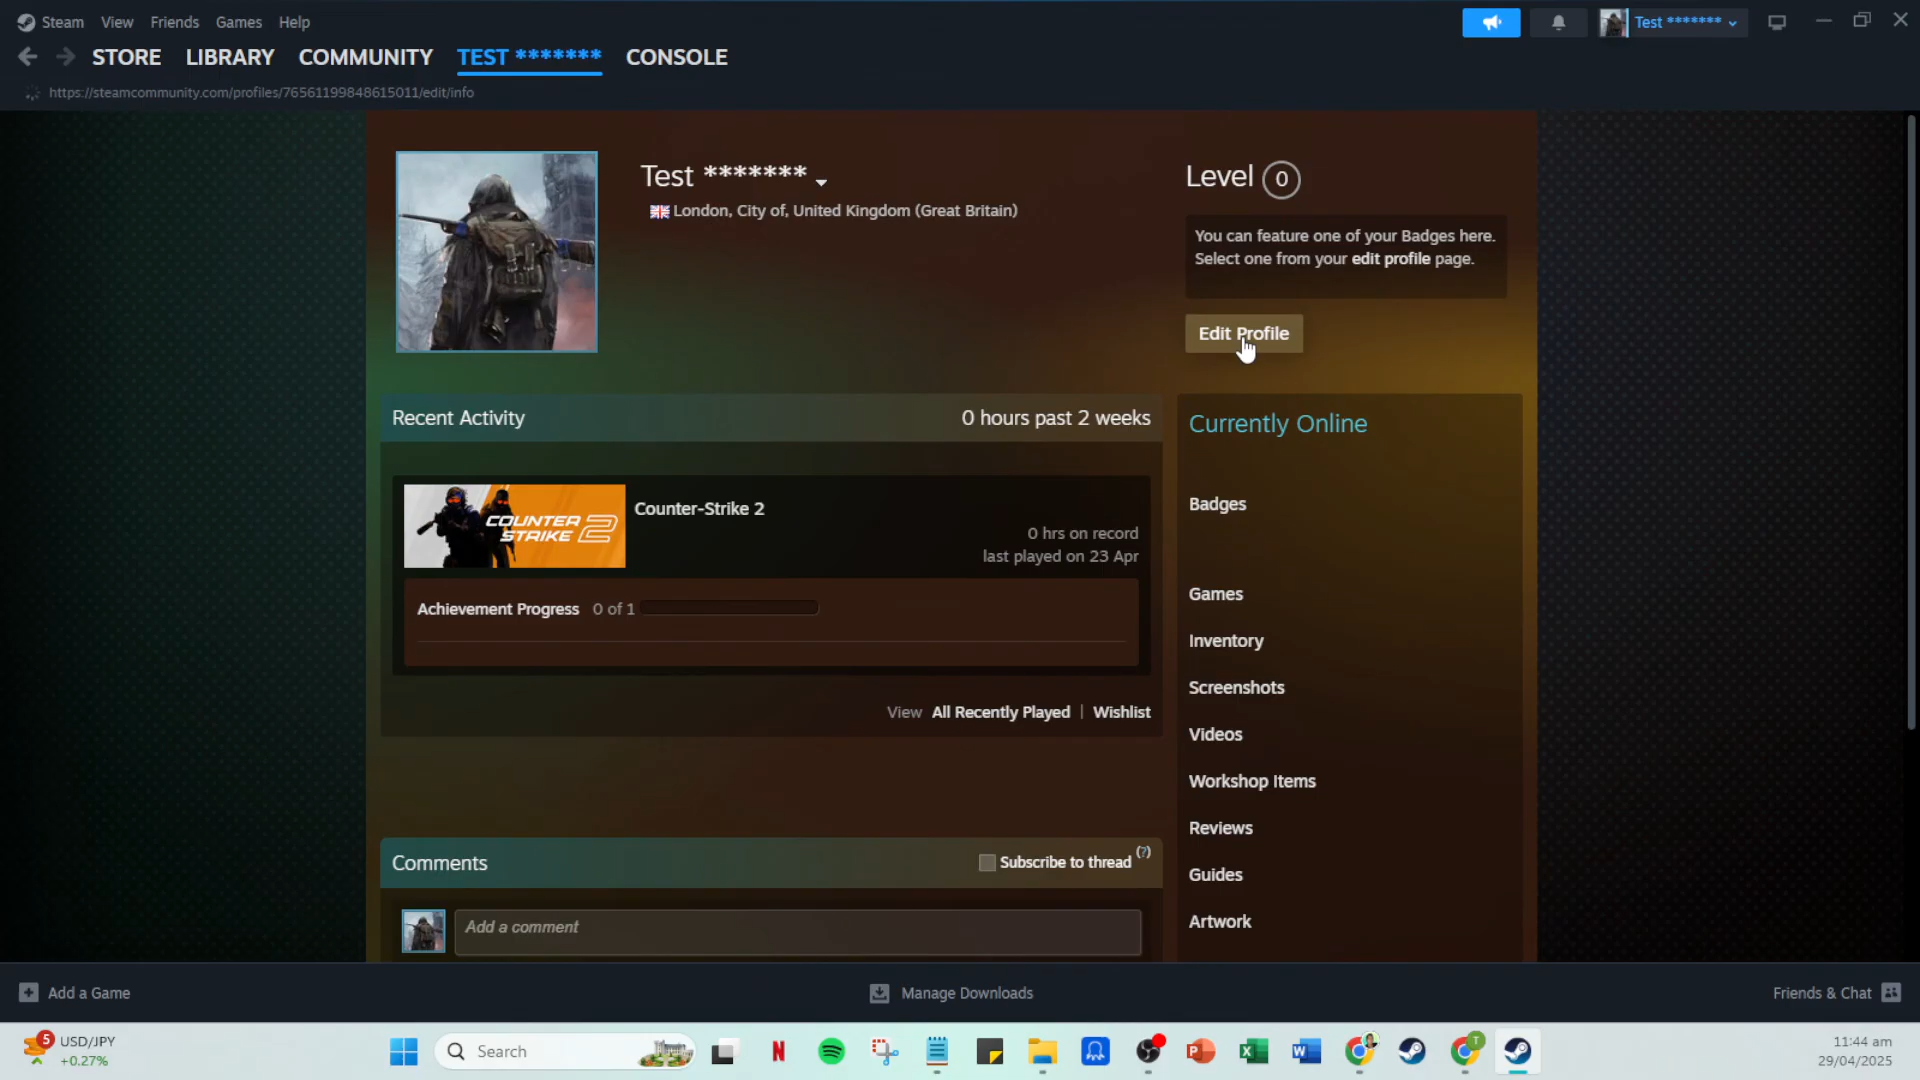 Steam View Friends Games Help
Test *******
STORE LIBRARY COMMUNITY TEST ******* CONSOLE
https://steamcommunity.com/profiles/76561199848615011/edit/info
Test *******
London, City of, United Kingdom (Great Britain)
Level 0
You can feature one of your Badges here.
Select one from your edit profile page.
Edit Profile
Recent Activity 0 hours past 2 weeks
COUNTER
STRIKE 2
Counter-Strike 2
0 hrs on record
last played on 23 Apr
Achievement Progress 0 of 1
View All Recently Played | Wishlist
Currently Online
Badges
Games
Inventory
Screenshots
Videos
Workshop Items
Reviews
Guides
Artwork
Comments Subscribe to thread (?)
Add a comment
Add a Game
Manage Downloads
Friends & Chat
5
USD/JPY
+0.27%
Search
N
P
X
W
T
11:44 am
29/04/2025